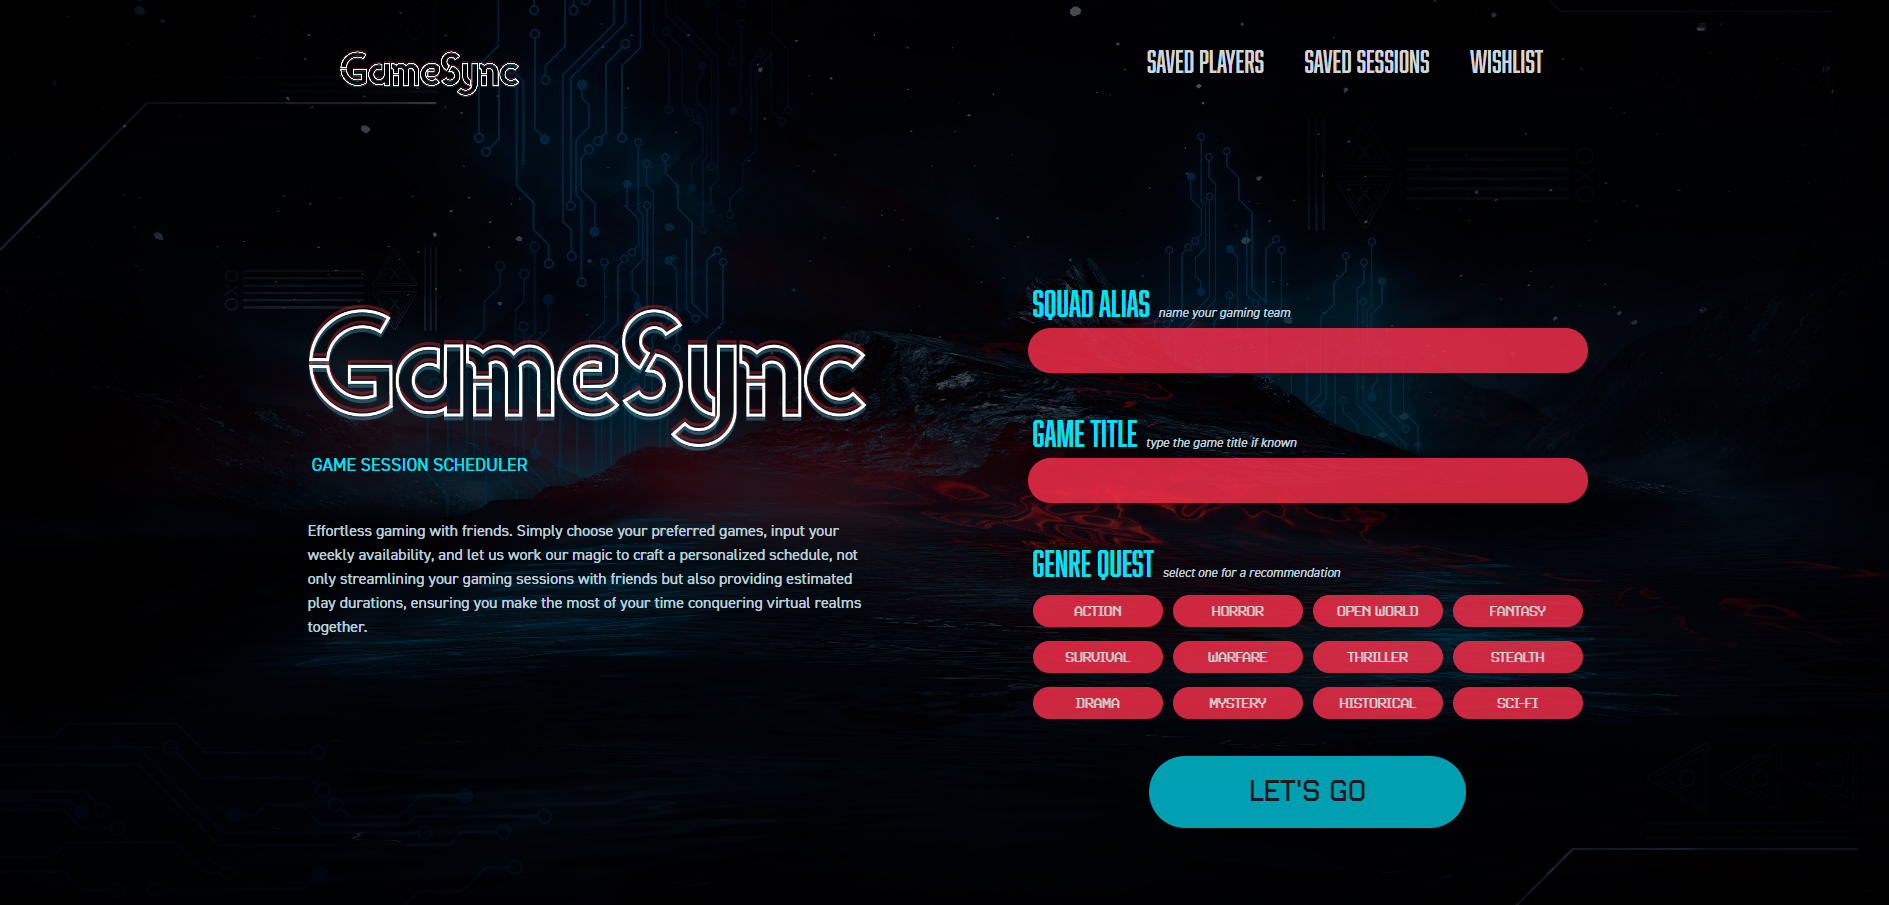 GameSync
SAVED PLAYERS SAVED SESSIONS WISHLIST
GameSync
GAME SESSION SCHEDULER
Effortless gaming with friends. Simply choose your preferred games, input your
weekly availability, and let us work our magic to craft a personalized schedule, not
only streamlining your gaming sessions with friends but also providing estimated
play durations, ensuring you make the most of your time conquering virtual realms
together.
SQUAD ALIAS name your gaming team
GAME TITLE type the game title if known
GENRE QUEST select one for a recommendation
ACTION HORROR OPEN WORLD FANTASY
SURVIVAL WARFARE THRILLER STEALTH
DRAMA MYSTERY HISTORICAL SCI-FI
LET'S GO